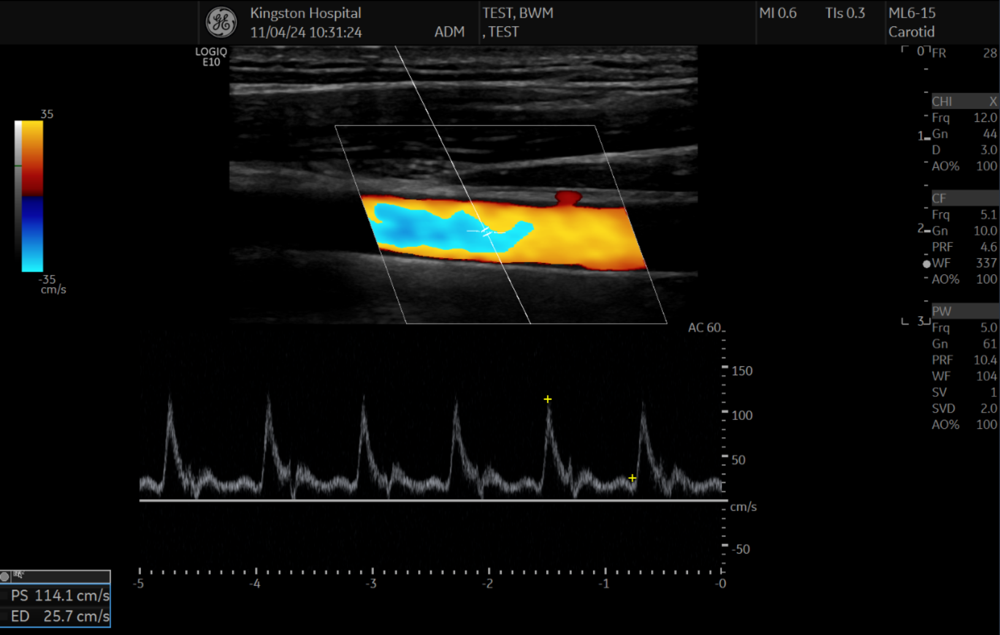 Kingston Hospital
11/04/24 10:31:24 ADM
TEST, BWM
, TEST
MI 0.6 TIs 0.3
ML6-15
Carotid
LOGIQ
E10
35
-35
cm/s
0
1
2
3
FR 28
CHI X
Frq 12.0
Gn 44
D 3.0
AO% 100
CF
Frq 5.1
Gn 10.0
PRF 4.6
WF 337
AO% 100
PW
Frq 5.0
Gn 61
PRF 10.4
WF 104
SV 1
SVD 2.0
AO% 100
AC 60
150
100
50
cm/s
-50
-5 -4 -3 -2 -1 -0
PS 114.1 cm/s
ED 25.7 cm/s